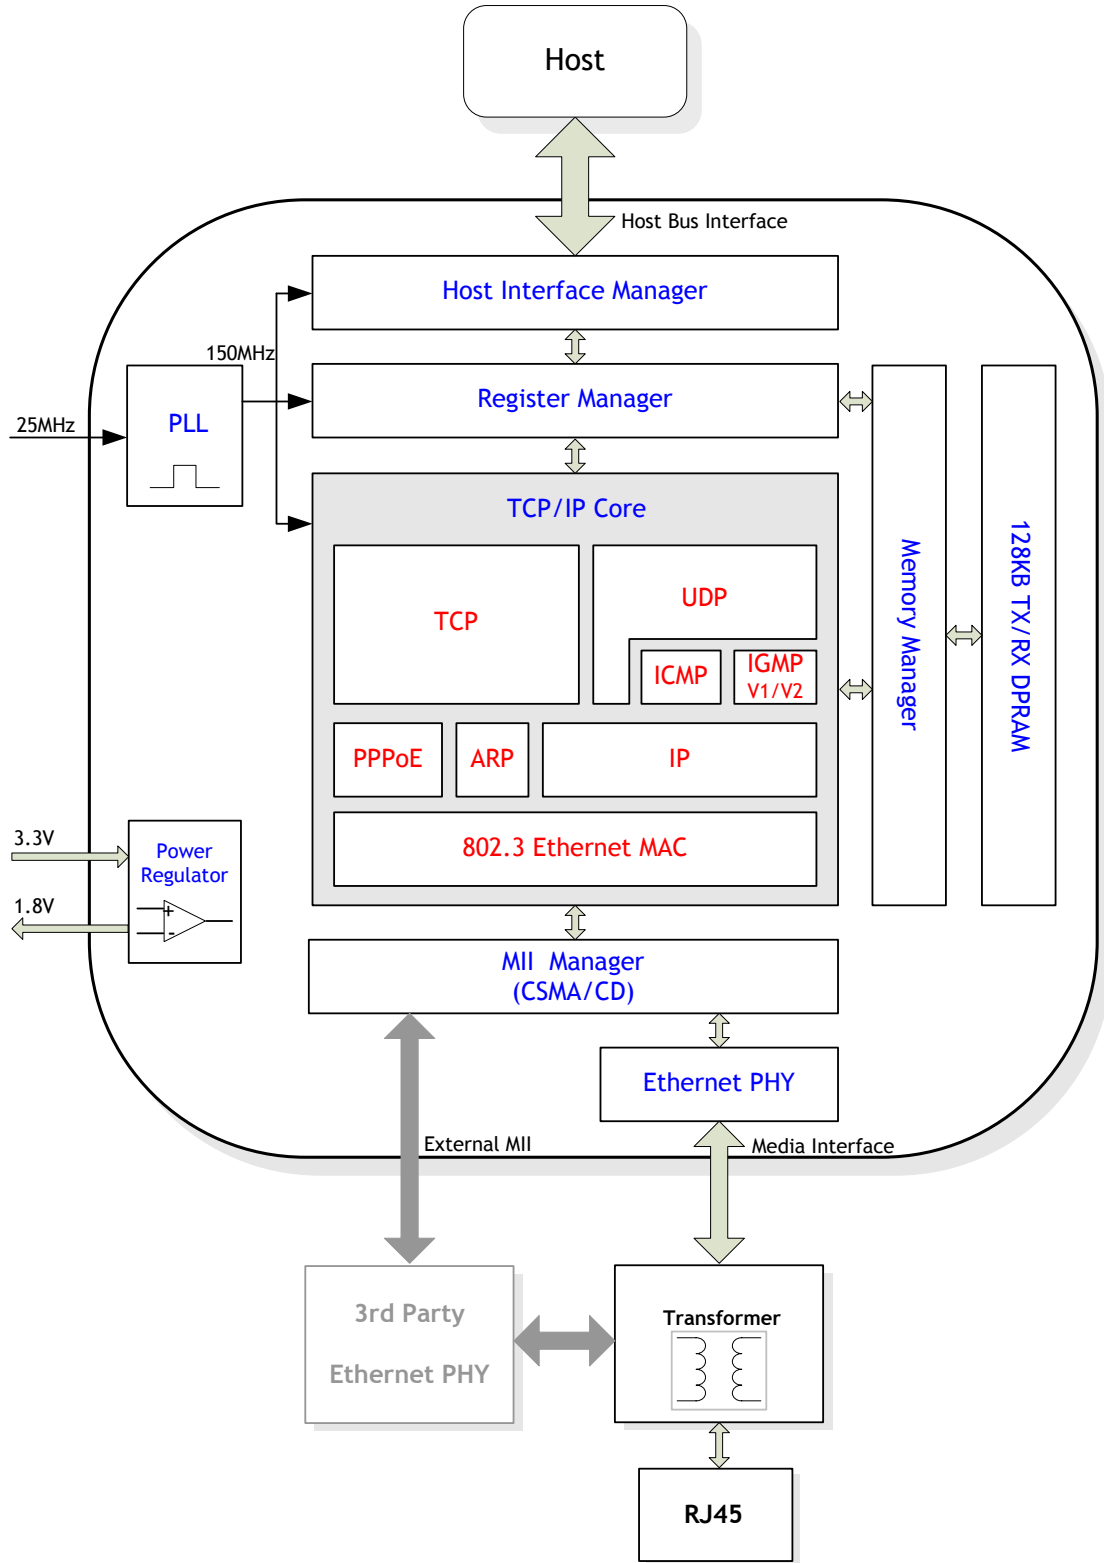 Host
Host Bus Interface
Host Interface Manager
150MHz
Register Manager
25MHz
PLL
TCP/IP Core
TCP
UDP
ICMP
IGMP
V1/V2
PPPoE
ARP
IP
802.3 Ethernet MAC
Memory Manager
128KB TX/RX DPRAM
3.3V
1.8V
Power
Regulator
+
-
MII Manager
(CSMA/CD)
Ethernet PHY
External MII
Media Interface
3rd Party
Ethernet PHY
Transformer
RJ45